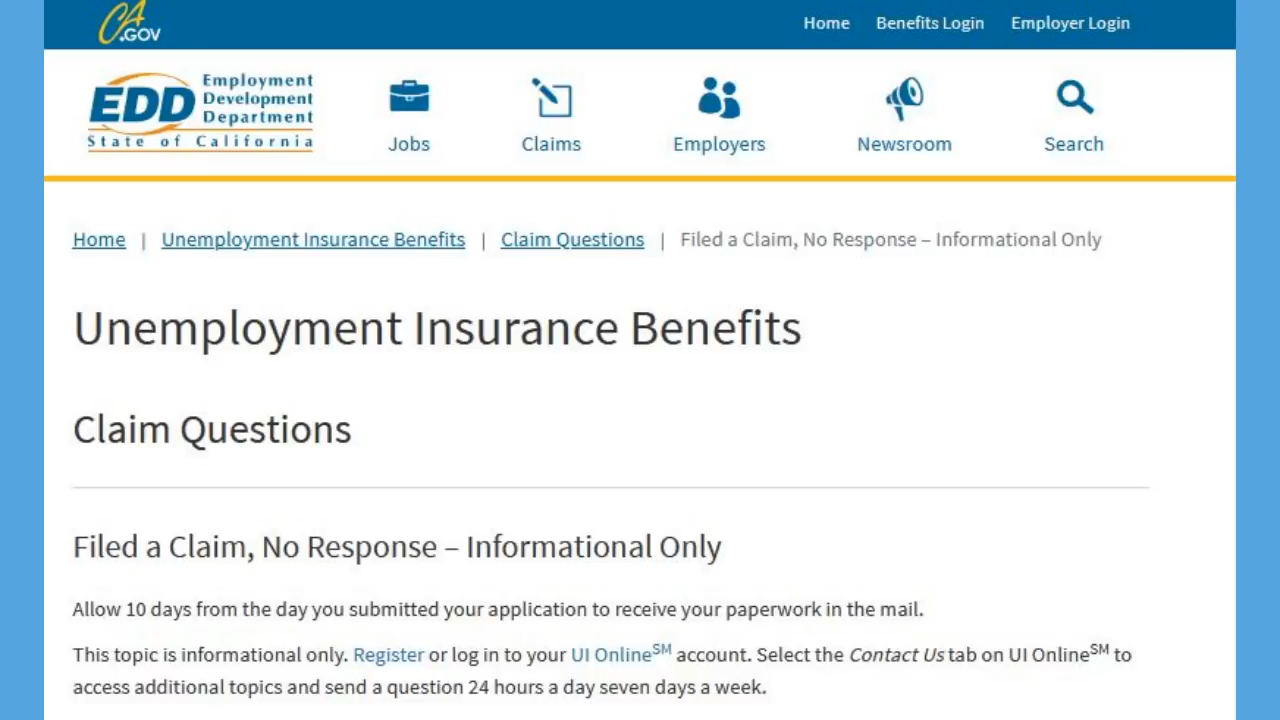 CA.GOV
Home Benefits Login Employer Login
EDD Employment
Development
Department
State of California
Jobs Claims Employers Newsroom Search
Home | Unemployment Insurance Benefits | Claim Questions | Filed a Claim, No Response – Informational Only
Unemployment Insurance Benefits
Claim Questions
Filed a Claim, No Response – Informational Only
Allow 10 days from the day you submitted your application to receive your paperwork in the mail.
This topic is informational only. Register or log in to your UI Online℠ account. Select the Contact Us tab on UI Online℠ to
access additional topics and send a question 24 hours a day seven days a week.